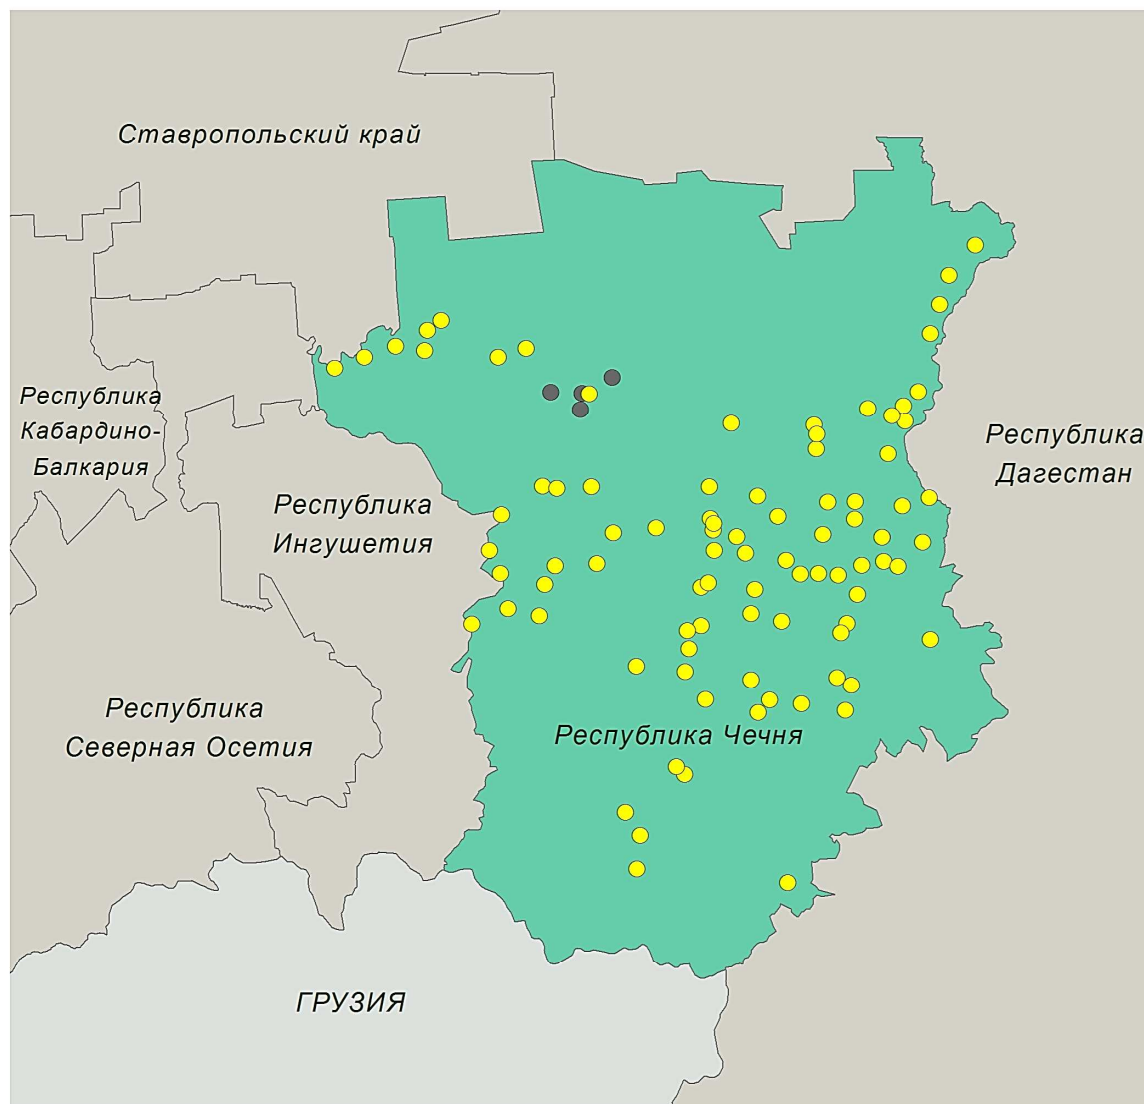 Ставропольский край
Республика
Кабардино-
Балкария
Республика
Дагестан
Республика
Ингушетия
Республика
Северная Осетия
Республика Чечня
ГРУЗИЯ